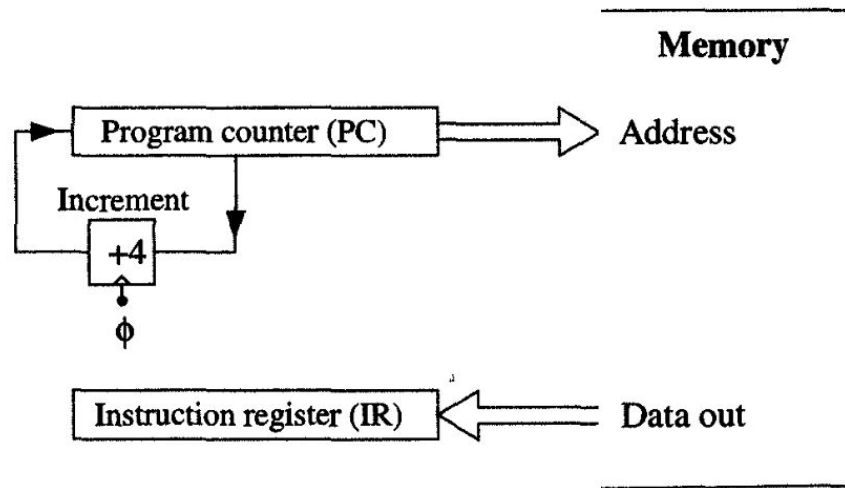 Memory
Program counter (PC)
Address
Increment
+4
ϕ
Instruction register (IR)
Data out